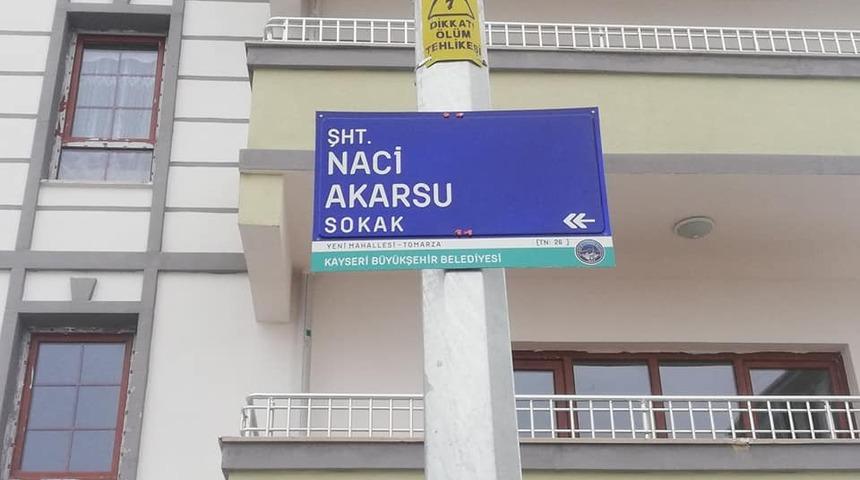 DİKKAT!
ÖLÜM
TEHLİKESİ
ŞHT.
NACİ
AKARSU
SOKAK
YENİ MAHALLESİ - TOMARZA [TN: 26 ]
KAYSERİ BÜYÜKŞEHİR BELEDİYESİ